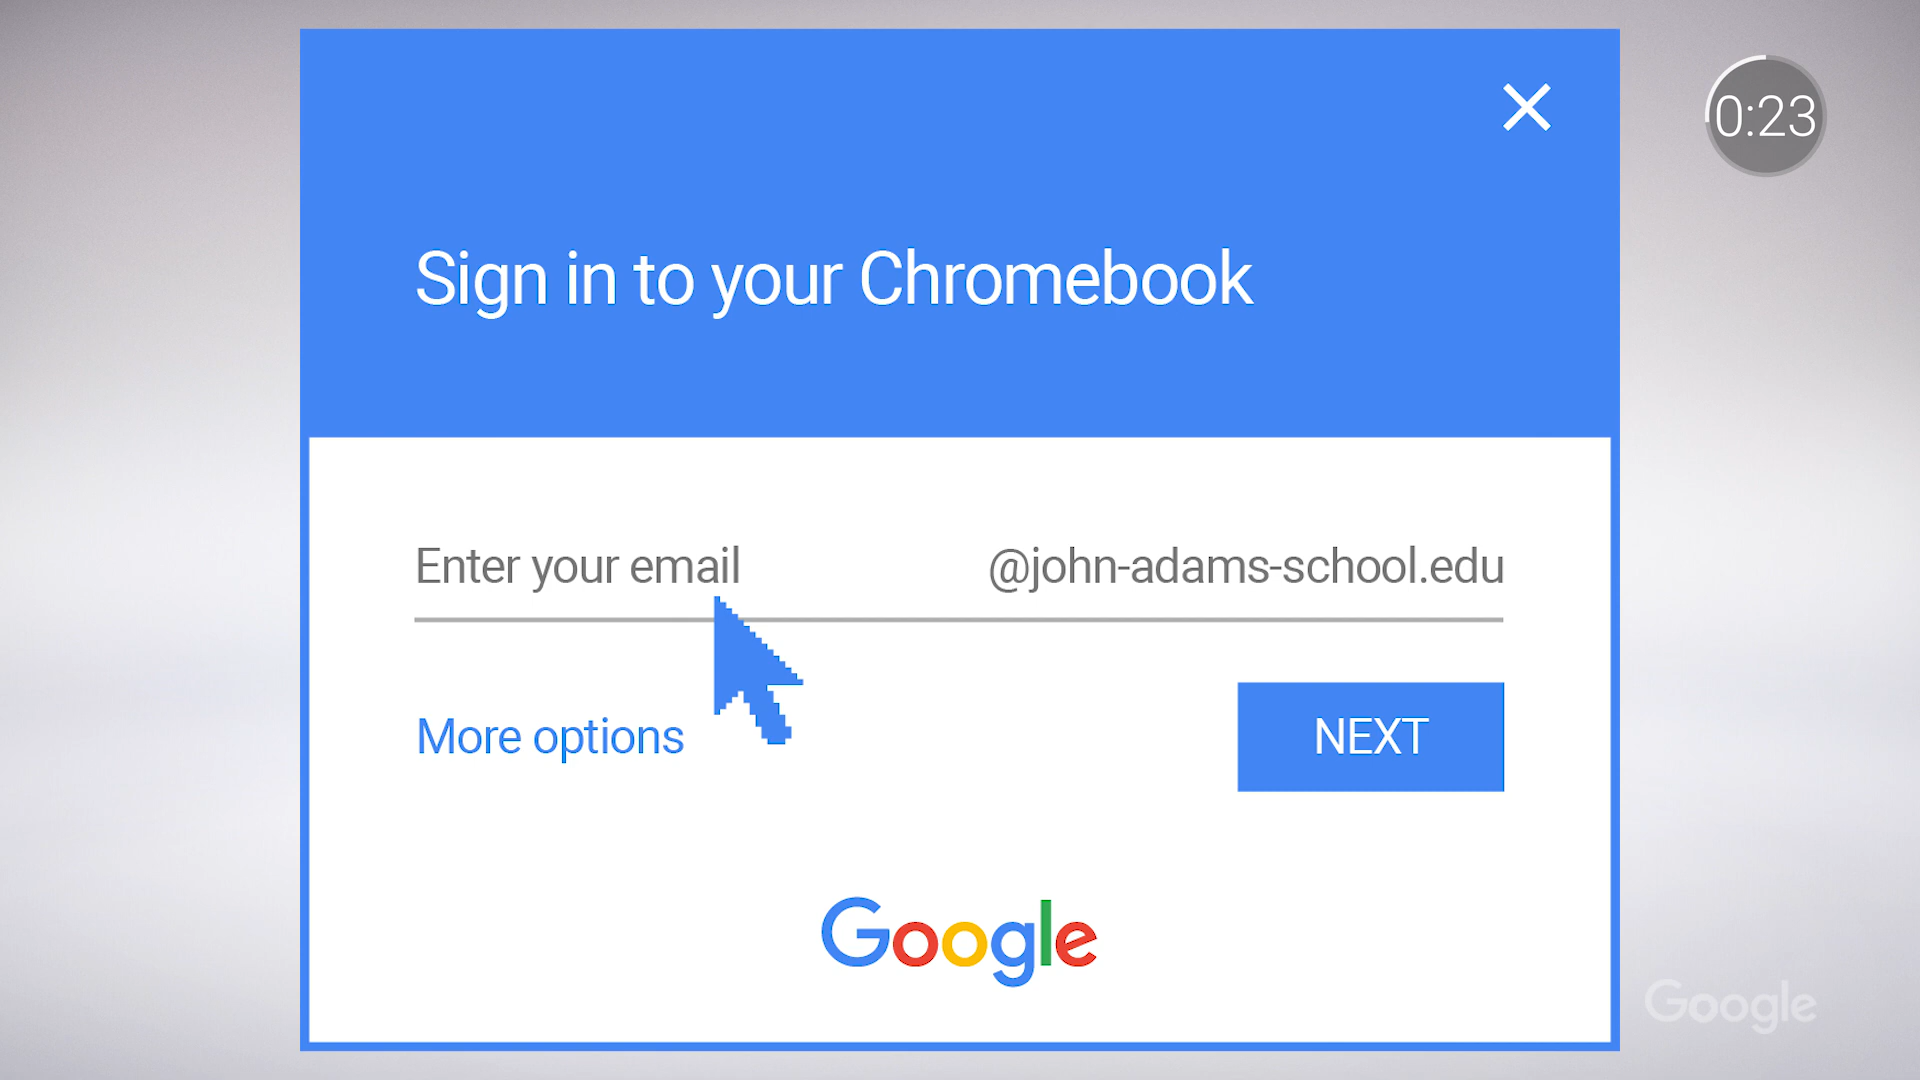 0:23
Sign in to your Chromebook
Enter your email @john-adams-school.edu
More options NEXT
Google
Google